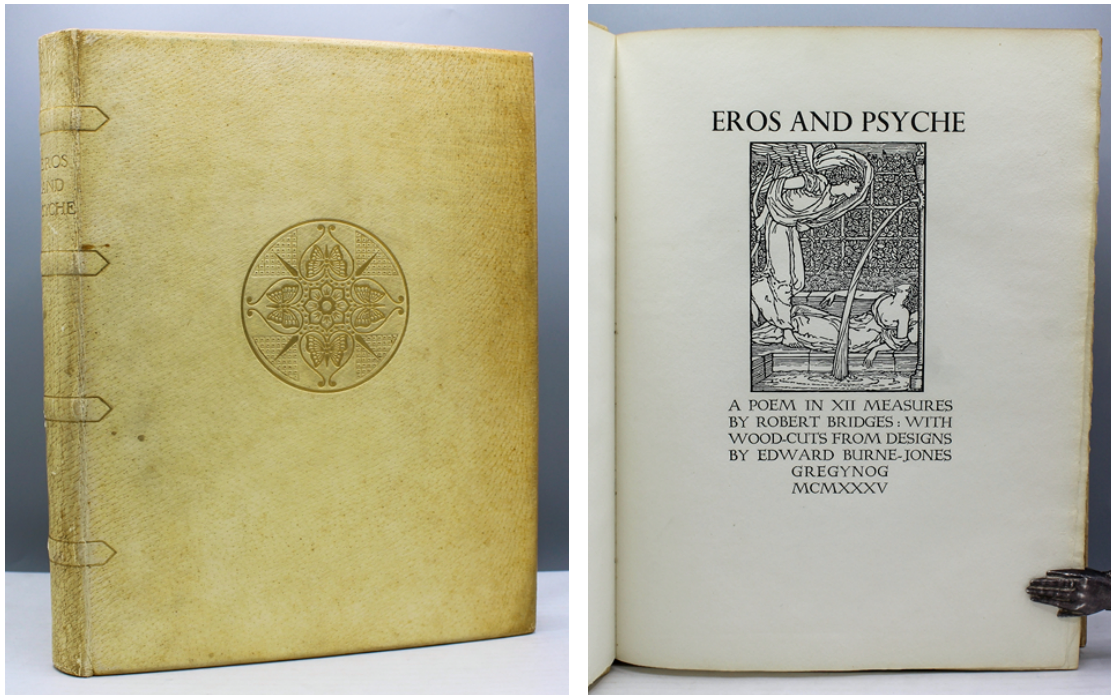 EROS
AND
PSYCHE
EROS AND PSYCHE
A POEM IN XII MEASURES
BY ROBERT BRIDGES : WITH
WOOD-CUTS FROM DESIGNS
BY EDWARD BURNE-JONES
GREGYNOG
MCMXXXV